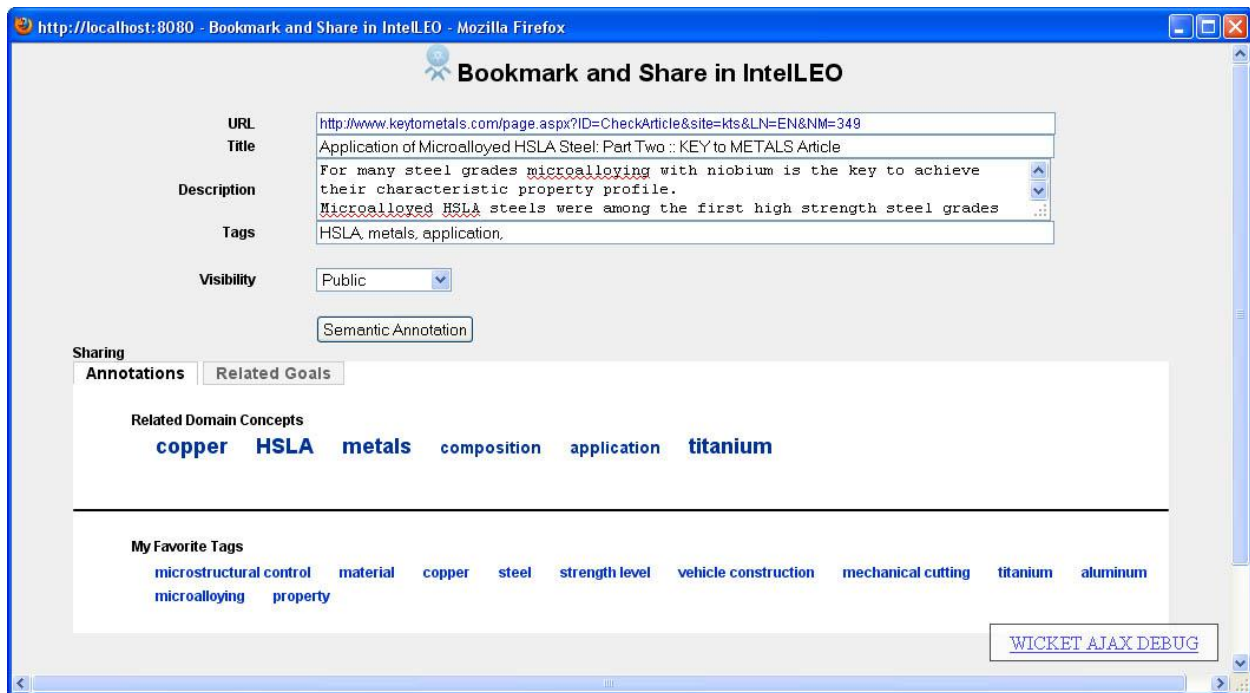 http://localhost:8080 - Bookmark and Share in IntelLEO - Mozilla Firefox
Bookmark and Share in IntelLEO
URL http://www.keytometals.com/page.aspx?ID=CheckArticle&site=kts&LN=EN&NM=349
Title Application of Microalloyed HSLA Steel: Part Two :: KEY to METALS Article
Description For many steel grades microalloying with niobium is the key to achieve
their characteristic property profile.
Microalloyed HSLA steels were among the first high strength steel grades
Tags HSLA, metals, application,
Visibility Public
Semantic Annotation
Sharing
Annotations Related Goals
Related Domain Concepts
copper HSLA metals composition application titanium
My Favorite Tags
microstructural control material copper steel strength level vehicle construction mechanical cutting titanium aluminum
microalloying property
WICKET AJAX DEBUG